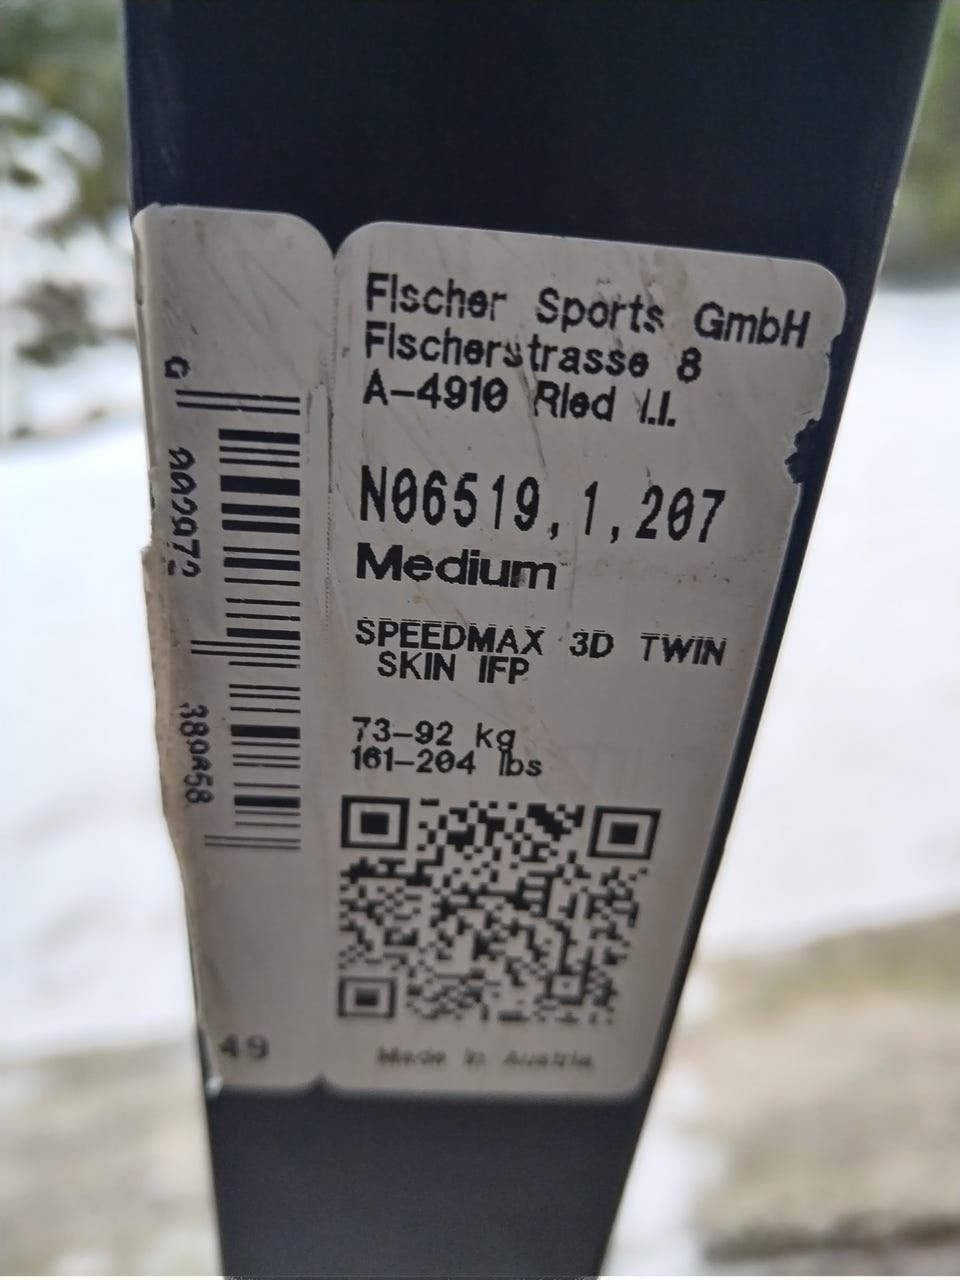 Fischer Sports GmbH
Fischerstrasse 8
A-4910 Ried i.I.
N06519,1,207
Medium
SPEEDMAX 3D TWIN
SKIN IFP
73-92 kg
161-204 lbs
Made in Austria
49